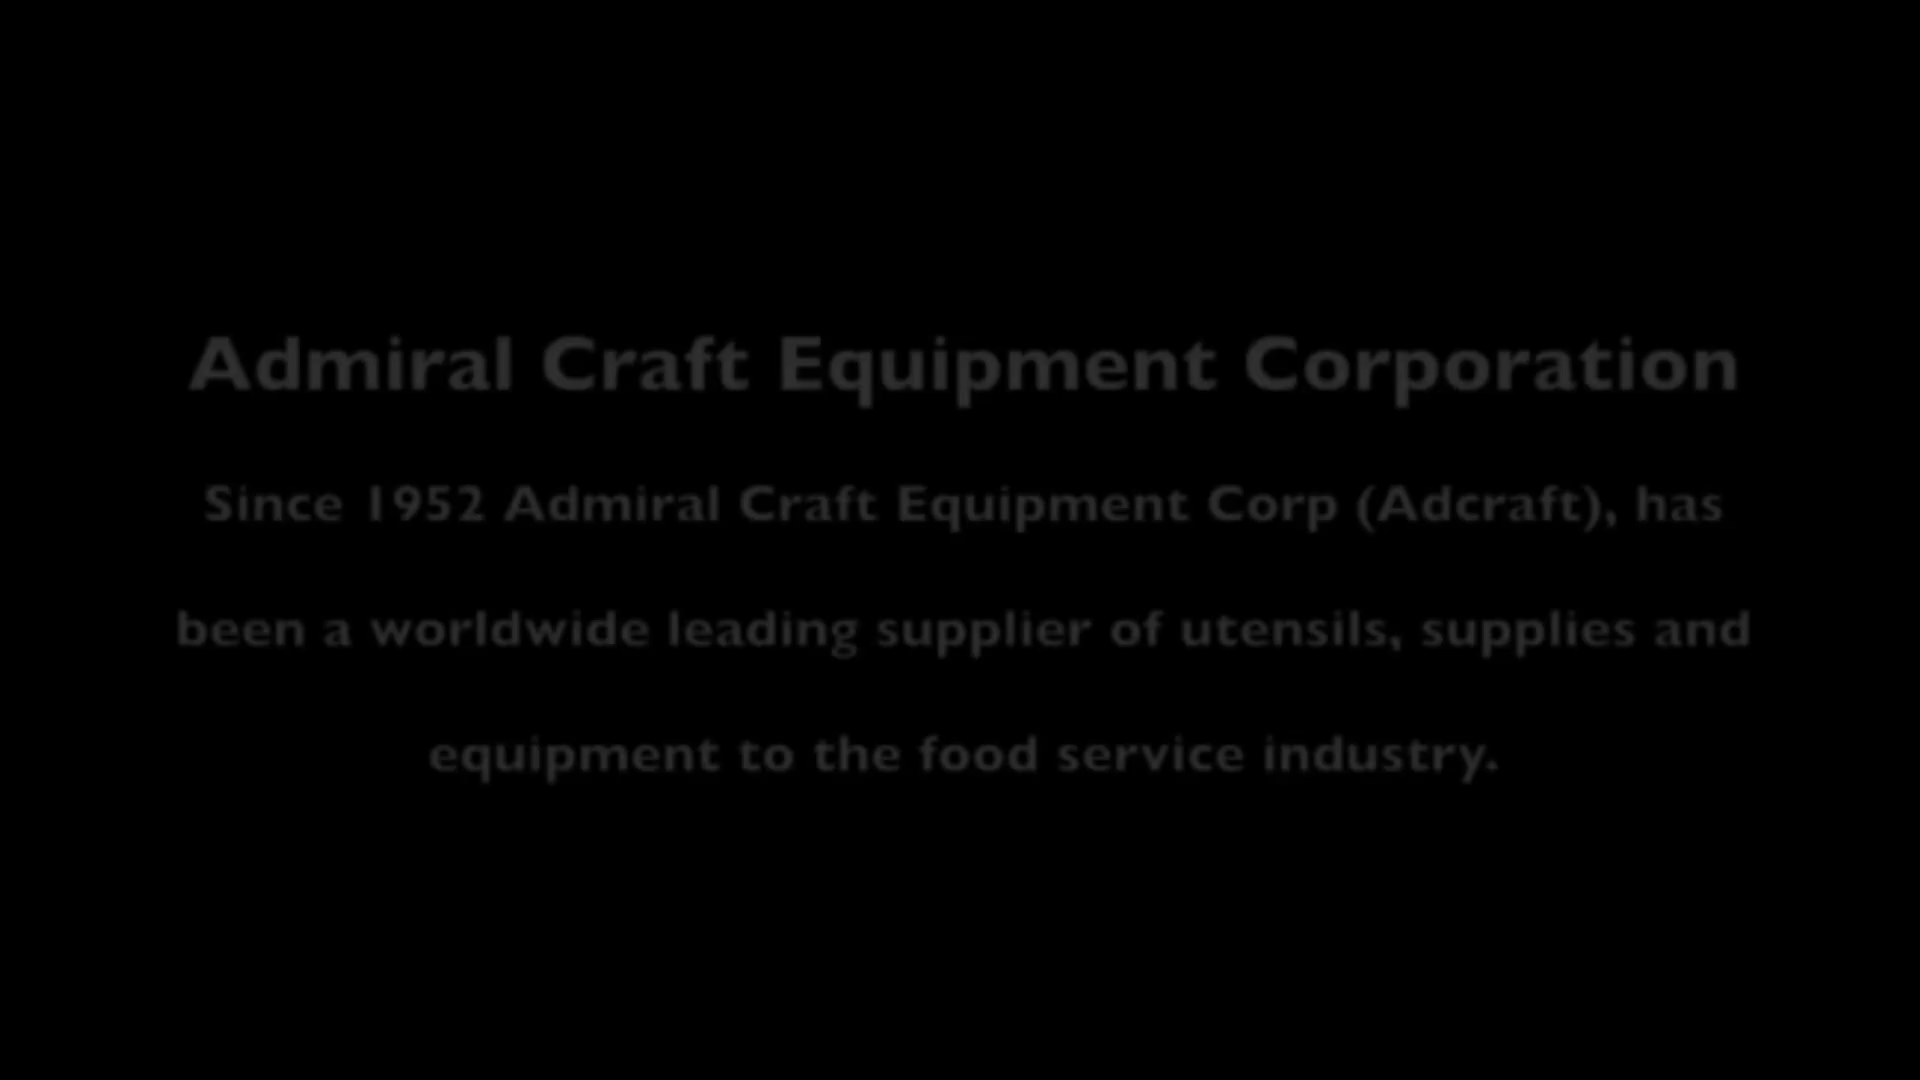 Admiral Craft Equipment Corporation
Since 1952 Admiral Craft Equipment Corp (Adcraft), has
been a worldwide leading supplier of utensils, supplies and
equipment to the food service industry.